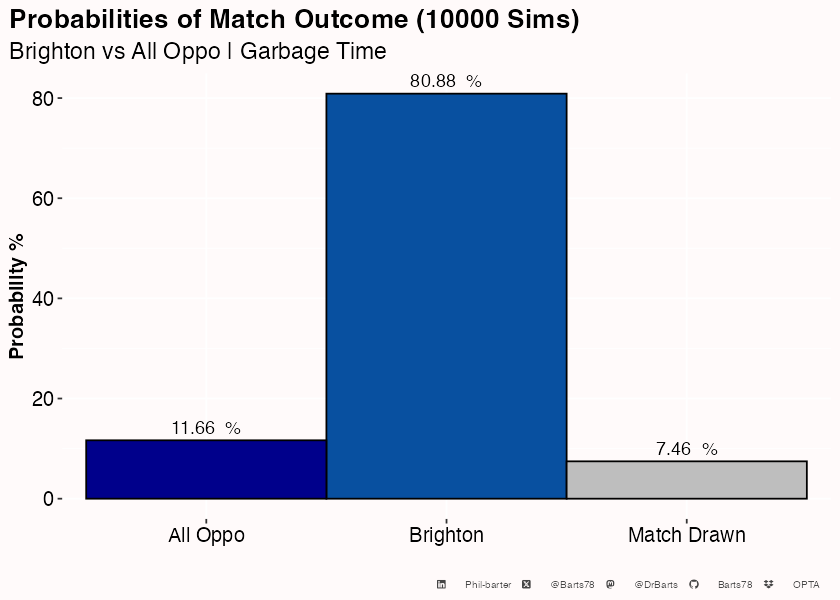 Probabilities of Match Outcome (10000 Sims)
Brighton vs All Oppo | Garbage Time
80.88 %
80
60
Probability %
40
20
11.66 %
7.46 %
0
All Oppo Brighton Match Drawn
Phil-barter @Barts78 @DrBarts Barts78 OPTA